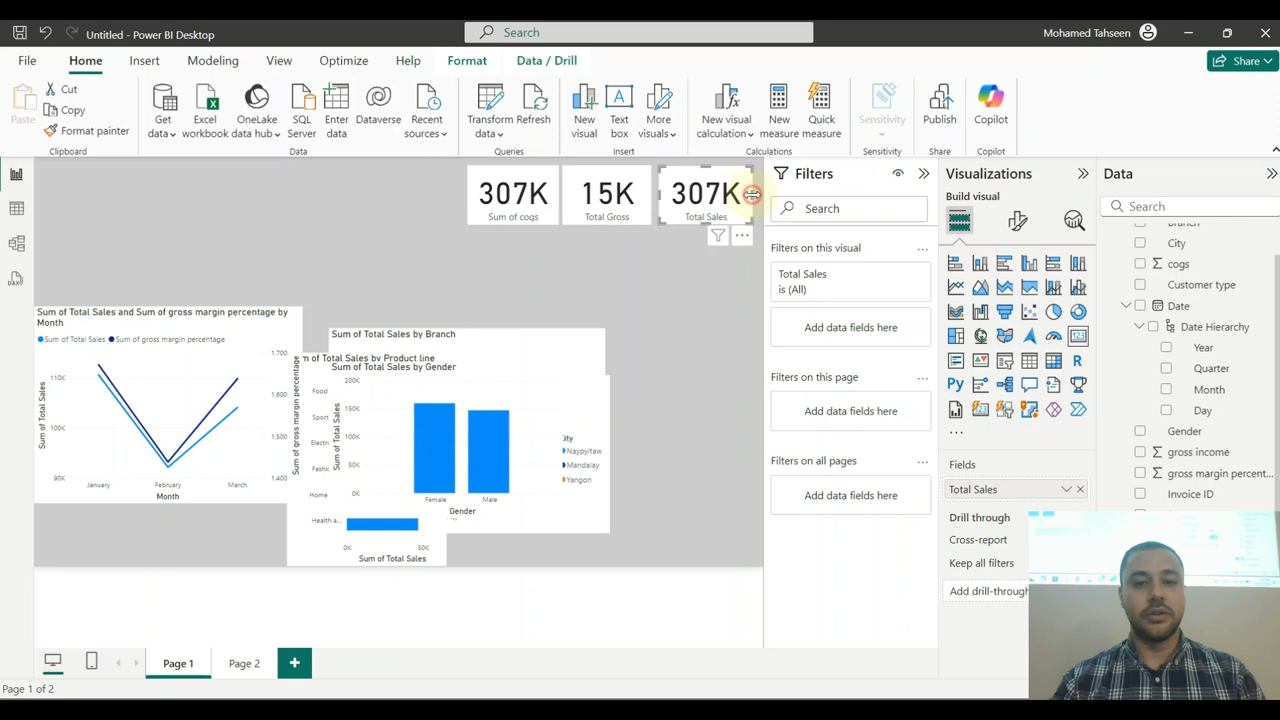 Untitled - Power BI Desktop
Search
Mohamed Tahseen
File
Home
Insert
Modeling
View
Optimize
Help
Format
Data / Drill
Share
Paste
Cut
Copy
Format painter
Clipboard
Get
data
Excel
workbook
OneLake
data hub
SQL
Server
Enter
data
Dataverse
Recent
sources
Data
Transform
data
Refresh
Queries
New
visual
Text
box
More
visuals
Insert
New visual
calculation
New
measure
Quick
measure
Calculations
Sensitivity
Sensitivity
Publish
Share
Copilot
Copilot
307K
Sum of cogs
15K
Total Gross
307K
Total Sales
Sum of Total Sales and Sum of gross margin percentage by
Month
Sum of Total Sales
Sum of gross margin percentage
Sum of Total Sales
110K
100K
90K
1,700
1,600
1,500
1,400
Sum of gross margin percentage
January
February
March
Month
Sum of Total Sales by Branch
m of Total Sales by Product line
Sum of Total Sales by Gender
Food
Sport
Electr
Fashic
Home
Health a...
0K
50K
Sum of Total Sales
Sum of Total Sales
200K
150K
100K
50K
0K
Female
Male
Gender
City
Naypyitaw
Mandalay
Yangon
Filters
Search
Filters on this visual
Total Sales
is (All)
Add data fields here
Filters on this page
Add data fields here
Filters on all pages
Add data fields here
Visualizations
Build visual
Fields
Total Sales
Drill through
Cross-report
Keep all filters
Add drill-through
Data
Search
Branch
City
cogs
Customer type
Date
Date Hierarchy
Year
Quarter
Month
Day
Gender
gross income
gross margin percent...
Invoice ID
Page 1
Page 2
Page 1 of 2